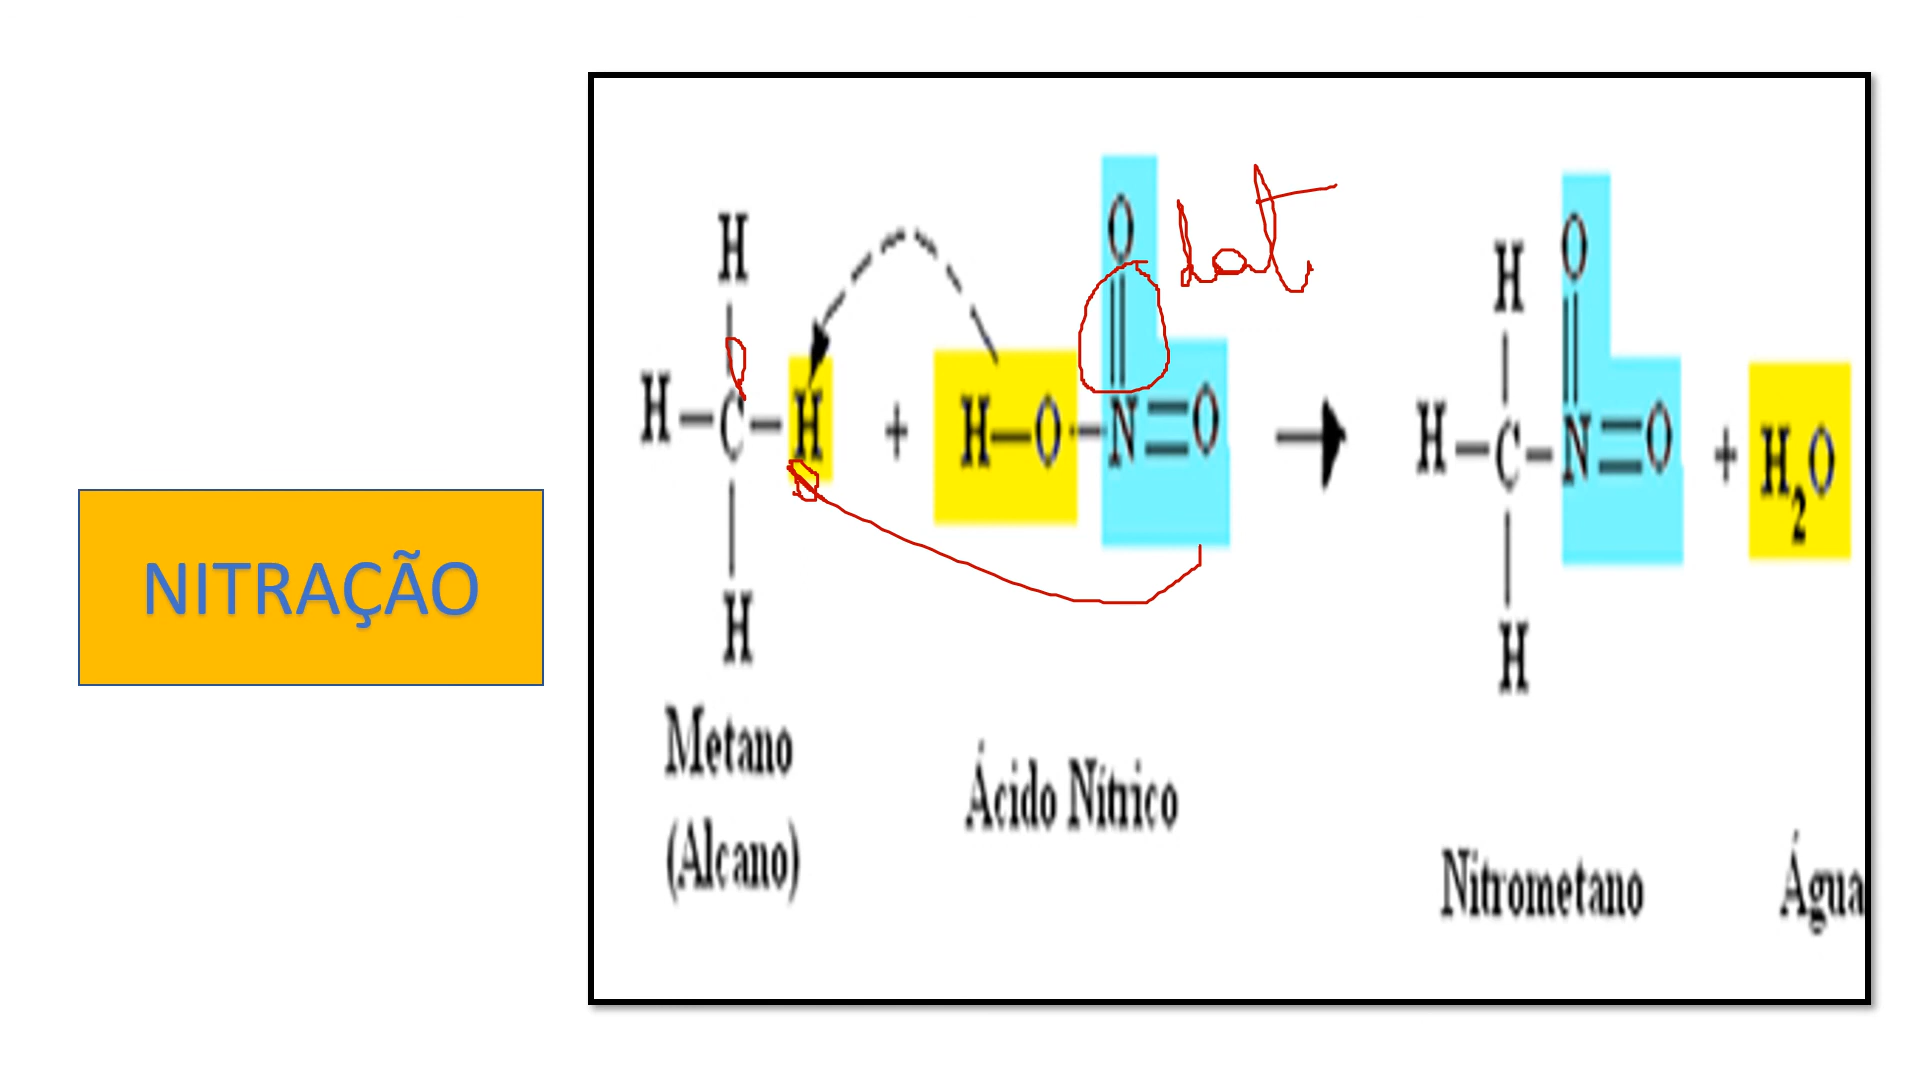 NITRAÇÃO
H
H–C–H
H
+
O
H–O–N=O
H
H–C–N=O
H
O
+
H₂O
Metano
(Alcano)
Ácido Nítrico
Nitrometano
Água